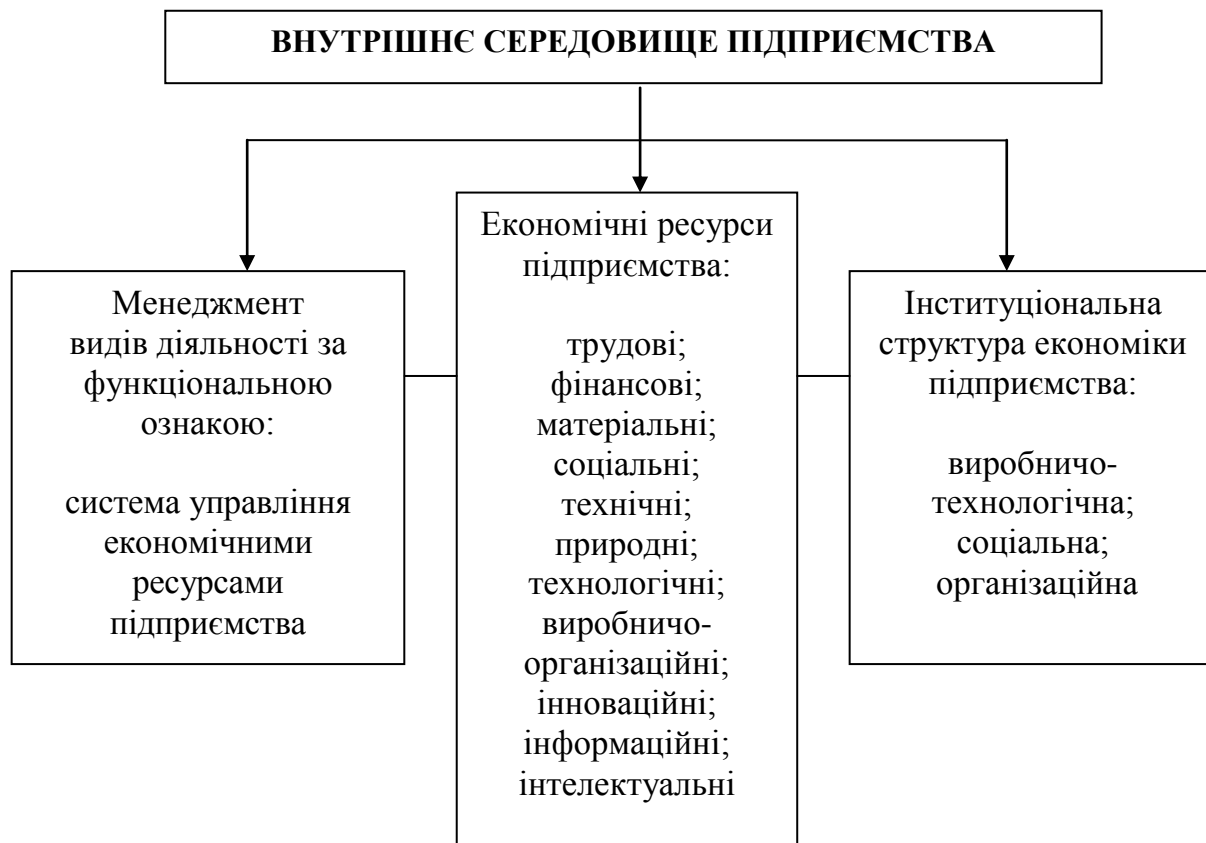 ВНУТРІШНЄ СЕРЕДОВИЩЕ ПІДПРИЄМСТВА
Менеджмент
видів діяльності за
функціональною
ознакою:
система управління
економічними
ресурсами
підприємства
Економічні ресурси
підприємства:
трудові;
фінансові;
матеріальні;
соціальні;
технічні;
природні;
технологічні;
виробничо-
організаційні;
інноваційні;
інформаційні;
інтелектуальні
Інституціональна
структура економіки
підприємства:
виробничо-
технологічна;
соціальна;
організаційна